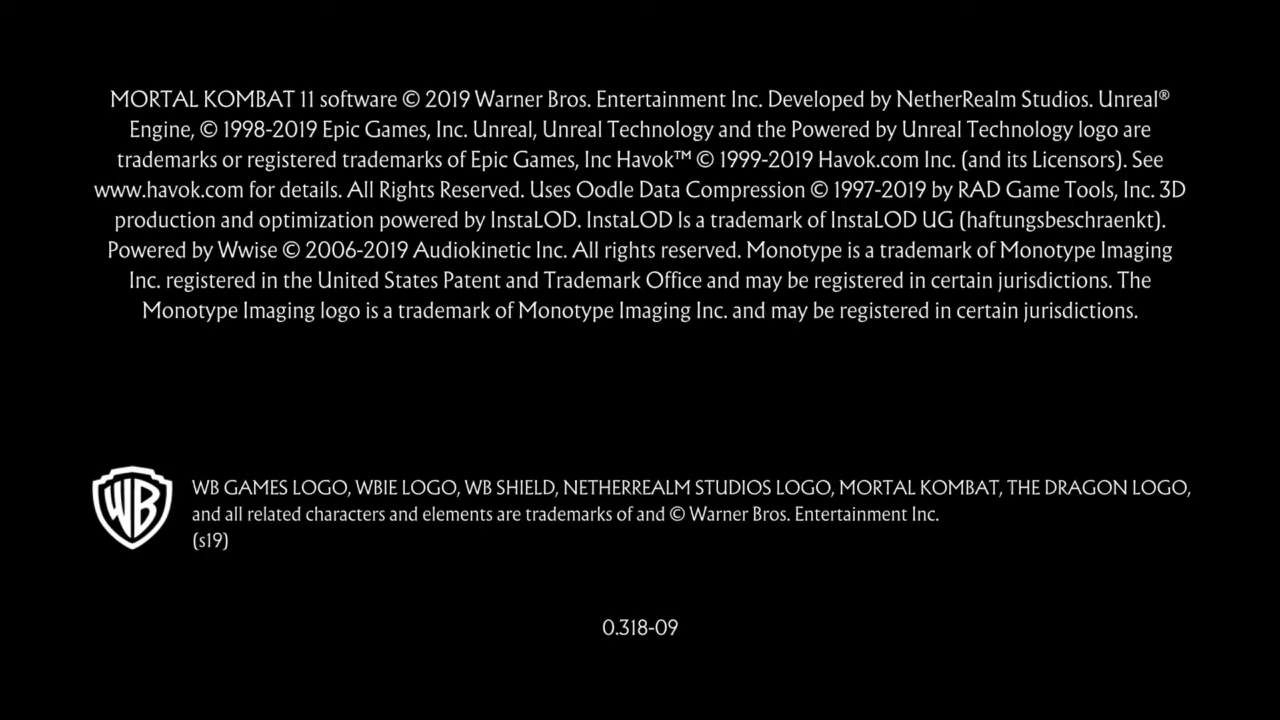 MORTAL KOMBAT 11 software © 2019 Warner Bros. Entertainment Inc. Developed by NetherRealm Studios. Unreal®
Engine, © 1998-2019 Epic Games, Inc. Unreal, Unreal Technology and the Powered by Unreal Technology logo are
trademarks or registered trademarks of Epic Games, Inc Havok™ © 1999-2019 Havok.com Inc. (and its Licensors). See
www.havok.com for details. All Rights Reserved. Uses Oodle Data Compression © 1997-2019 by RAD Game Tools, Inc. 3D
production and optimization powered by InstaLOD. InstaLOD Is a trademark of InstaLOD UG (haftungsbeschraenkt).
Powered by Wwise © 2006-2019 Audiokinetic Inc. All rights reserved. Monotype is a trademark of Monotype Imaging
Inc. registered in the United States Patent and Trademark Office and may be registered in certain jurisdictions. The
Monotype Imaging logo is a trademark of Monotype Imaging Inc. and may be registered in certain jurisdictions.
WB
WB GAMES LOGO, WBIE LOGO, WB SHIELD, NETHERREALM STUDIOS LOGO, MORTAL KOMBAT, THE DRAGON LOGO,
and all related characters and elements are trademarks of and © Warner Bros. Entertainment Inc.
(s19)
0.318-09